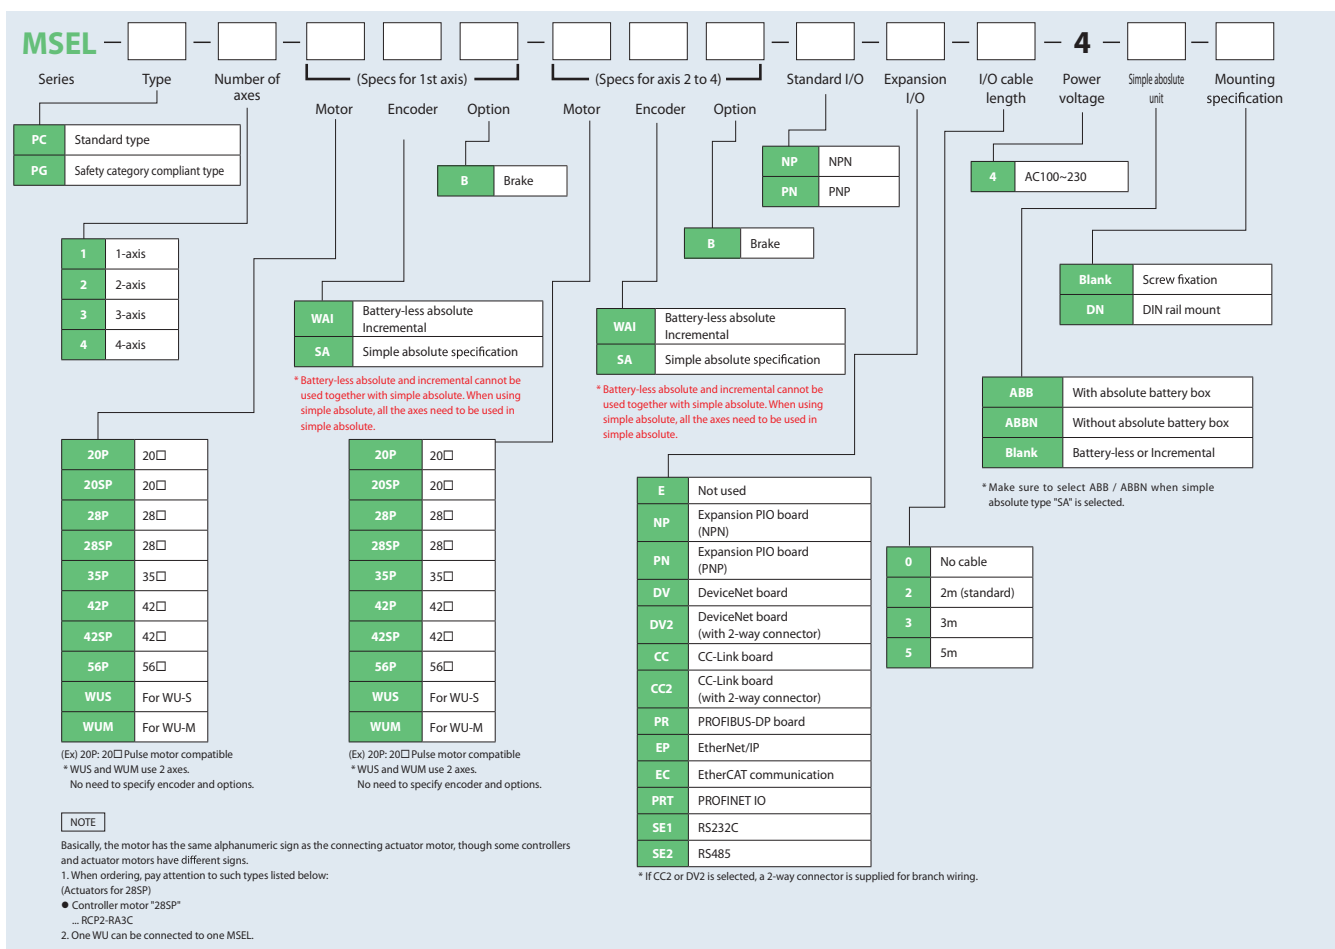 MSEL — — — — — — — 4 — —
Series
Type
Number of
axes
(Specs for 1st axis)
(Specs for axis 2 to 4)
Standard I/O
Expansion
I/O
I/O cable
length
Power
voltage
Simple aboslute
unit
Mounting
specification
Motor
Encoder
Option
Motor
Encoder
Option
PC Standard type
PG Safety category compliant type
B Brake
NP NPN
PN PNP
4 AC100~230
B Brake
1 1-axis
2 2-axis
3 3-axis
4 4-axis
Blank Screw fixation
DN DIN rail mount
WAI Battery-less absolute
Incremental
SA Simple absolute specification
* Battery-less absolute and incremental cannot be
used together with simple absolute. When using
simple absolute, all the axes need to be used in
simple absolute.
WAI Battery-less absolute
Incremental
SA Simple absolute specification
* Battery-less absolute and incremental cannot be
used together with simple absolute. When using
simple absolute, all the axes need to be used in
simple absolute.
ABB With absolute battery box
ABBN Without absolute battery box
Blank Battery-less or Incremental
* Make sure to select ABB / ABBN when simple
absolute type "SA" is selected.
20P 20□
20SP 20□
28P 28□
28SP 28□
35P 35□
42P 42□
42SP 42□
56P 56□
WUS For WU-S
WUM For WU-M
(Ex) 20P: 20□ Pulse motor compatible
* WUS and WUM use 2 axes.
No need to specify encoder and options.
20P 20□
20SP 20□
28P 28□
28SP 28□
35P 35□
42P 42□
42SP 42□
56P 56□
WUS For WU-S
WUM For WU-M
(Ex) 20P: 20□ Pulse motor compatible
* WUS and WUM use 2 axes.
No need to specify encoder and options.
E Not used
NP Expansion PIO board
(NPN)
PN Expansion PIO board
(PNP)
DV DeviceNet board
DV2 DeviceNet board
(with 2-way connector)
CC CC-Link board
CC2 CC-Link board
(with 2-way connector)
PR PROFIBUS-DP board
EP EtherNet/IP
EC EtherCAT communication
PRT PROFINET IO
SE1 RS232C
SE2 RS485
* If CC2 or DV2 is selected, a 2-way connector is supplied for branch wiring.
0 No cable
2 2m (standard)
3 3m
5 5m
NOTE
Basically, the motor has the same alphanumeric sign as the connecting actuator motor, though some controllers
and actuator motors have different signs.
1. When ordering, pay attention to such types listed below:
(Actuators for 28SP)
● Controller motor "28SP"
... RCP2-RA3C
2. One WU can be connected to one MSEL.